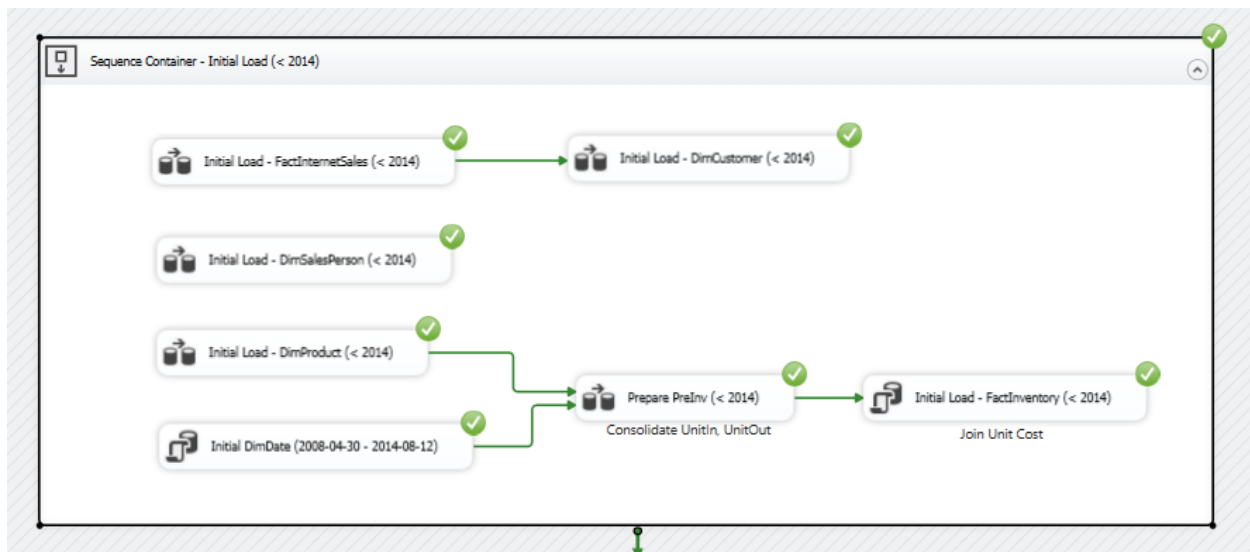 Sequence Container - Initial Load (< 2014)
Initial Load - FactInternetSales (< 2014)
Initial Load - DimCustomer (< 2014)
Initial Load - DimSalesPerson (< 2014)
Initial Load - DimProduct (< 2014)
Prepare PreInv (< 2014)
Consolidate UnitIn, UnitOut
Initial Load - FactInventory (< 2014)
Join Unit Cost
Initial DimDate (2008-04-30 - 2014-08-12)